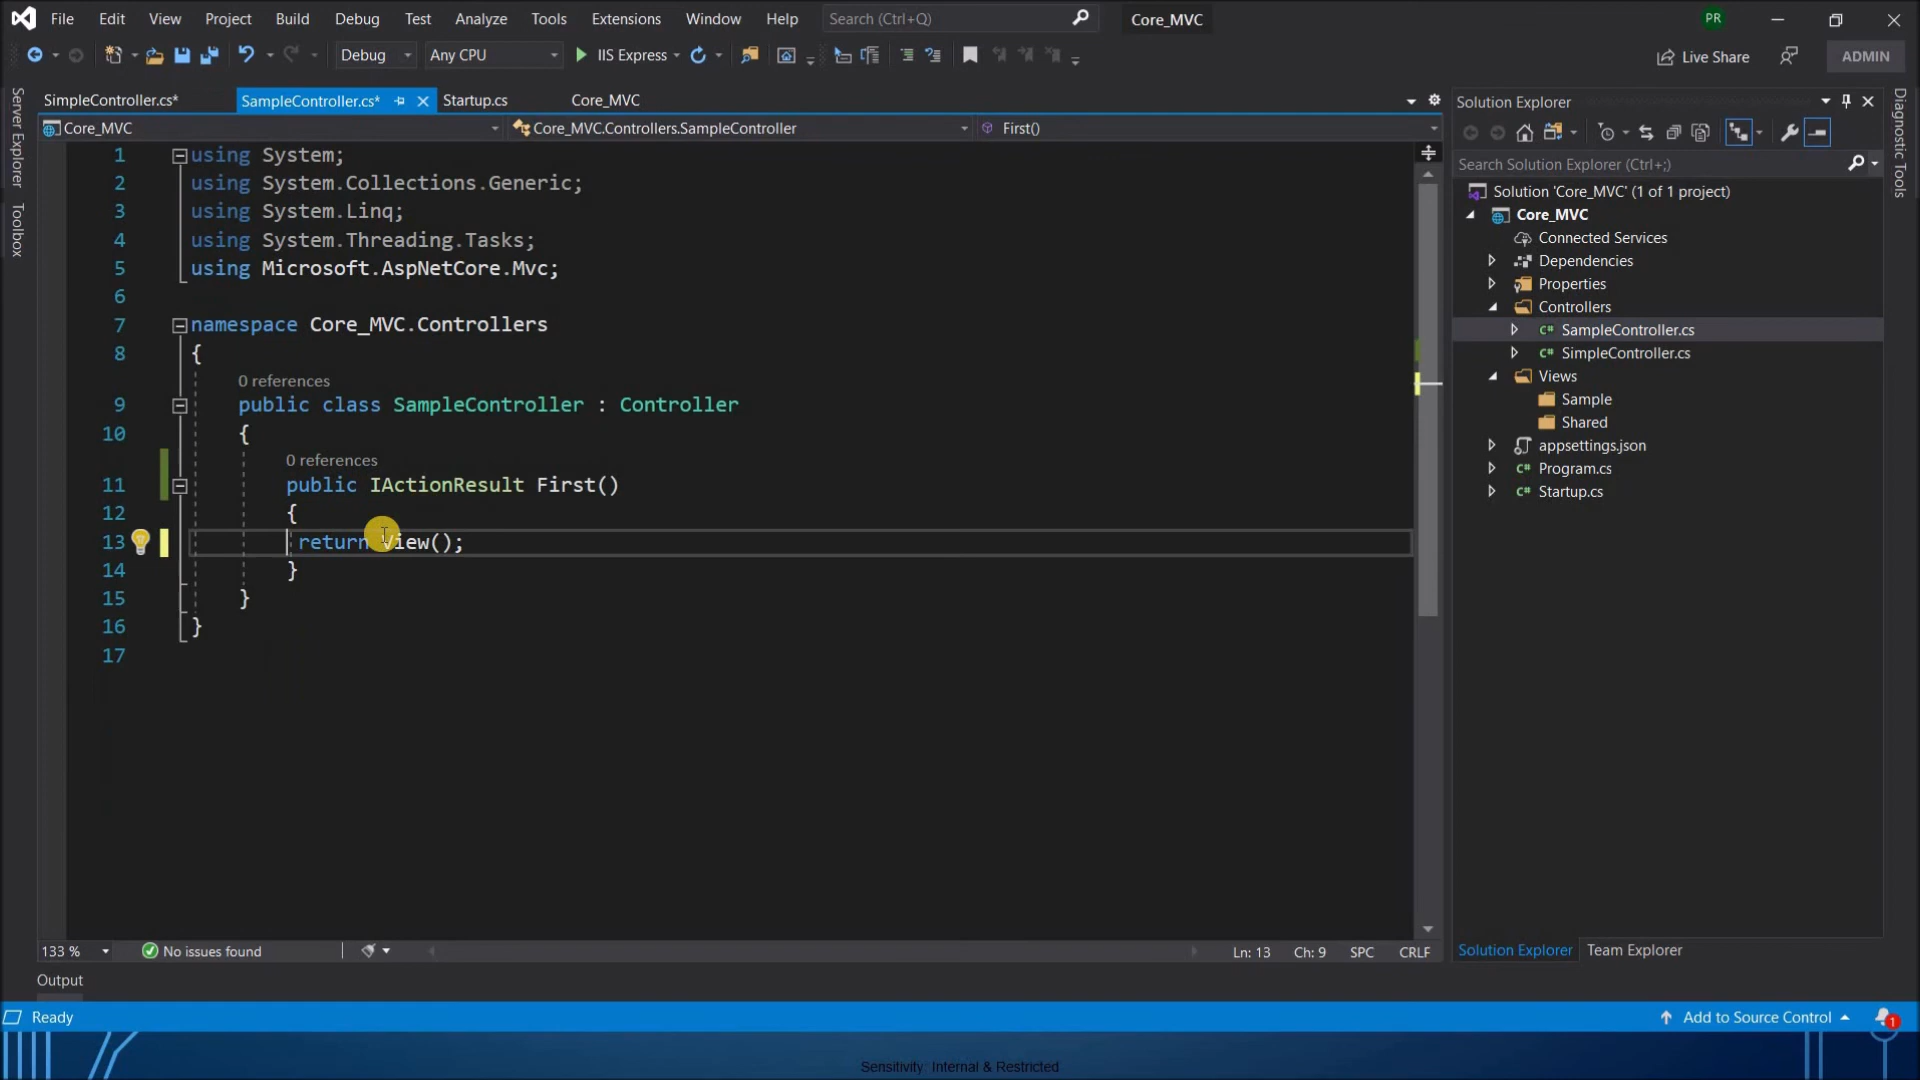 File Edit View Project Build Debug Test Analyze Tools Extensions Window Help Search (Ctrl+Q) Core_MVC PR
Debug Any CPU IIS Express Live Share ADMIN
SimpleController.cs* SampleController.cs* Startup.cs Core_MVC
Core_MVC Core_MVC.Controllers.SampleController First()
Server Explorer
Toolbox
1 using System;
2 using System.Collections.Generic;
3 using System.Linq;
4 using System.Threading.Tasks;
5 using Microsoft.AspNetCore.Mvc;
6
7 namespace Core_MVC.Controllers
8 {
0 references
9 public class SampleController : Controller
10 {
0 references
11 public IActionResult First()
12 {
13 return View();
14 }
15 }
16 }
17
133 % No issues found Ln: 13 Ch: 9 SPC CRLF
Output
Solution Explorer
Search Solution Explorer (Ctrl+;)
Solution 'Core_MVC' (1 of 1 project)
Core_MVC
Connected Services
Dependencies
Properties
Controllers
C# SampleController.cs
C# SimpleController.cs
Views
Sample
Shared
appsettings.json
C# Program.cs
C# Startup.cs
Solution Explorer Team Explorer
Diagnostic Tools
Ready Add to Source Control 1
Sensitivity: Internal & Restricted